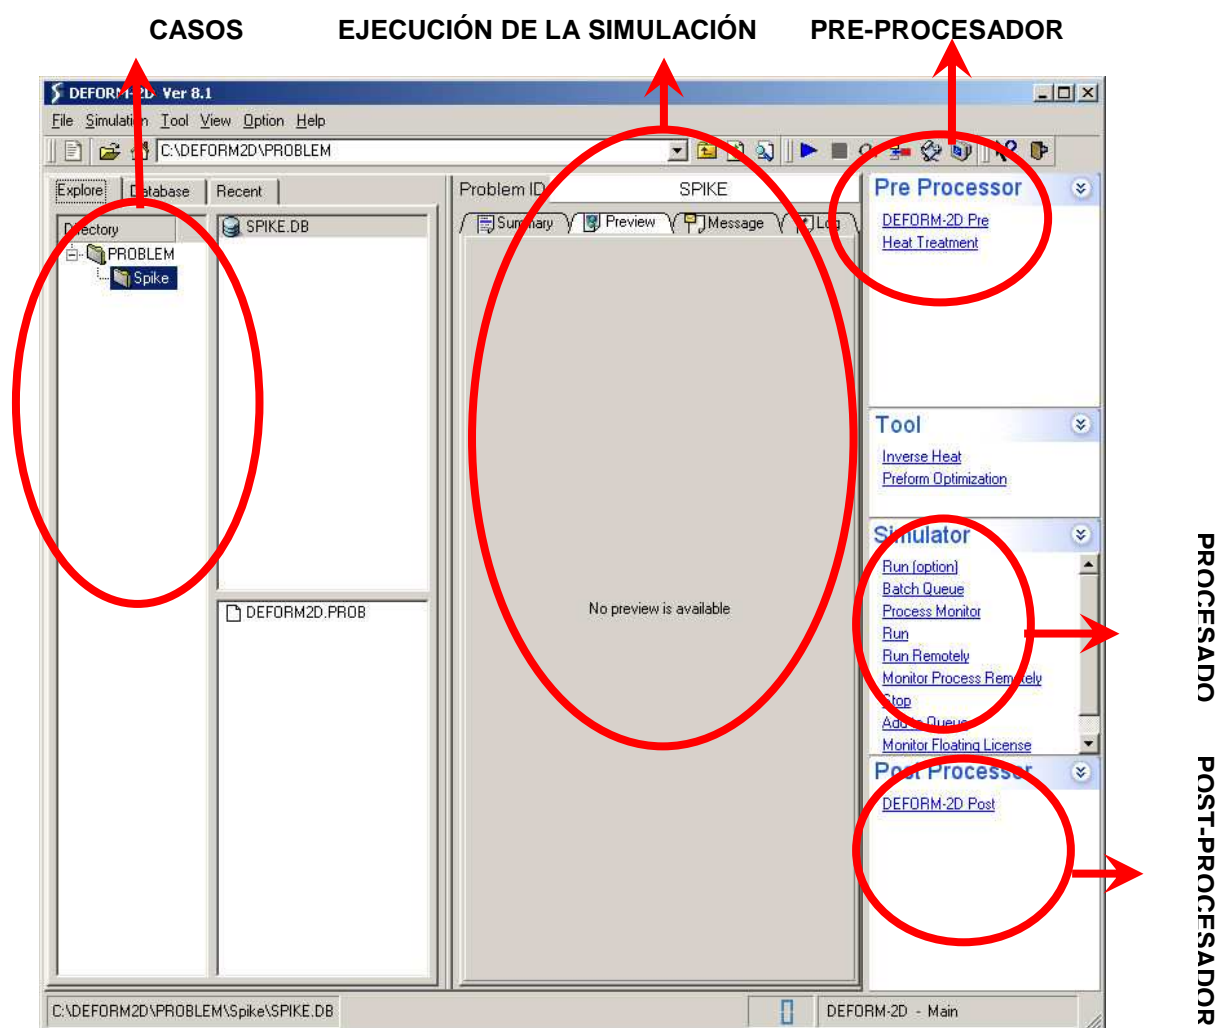 CASOS
EJECUCIÓN DE LA SIMULACIÓN
PRE-PROCESADOR
DEFORM-2D Ver 8.1
File Simulation Tool View Option Help
C:\DEFORM2D\PROBLEM
Explore Database Recent
Directory
PROBLEM
Spike
SPIKE.DB
DEFORM2D.PROB
Problem ID SPIKE
Summary Preview Message Log
No preview is available
Pre Processor
DEFORM-2D Pre
Heat Treatment
Tool
Inverse Heat
Preform Optimization
Simulator
Run (option)
Batch Queue
Process Monitor
Run
Run Remotely
Monitor Process Remotely
Stop
Add to Queue
Monitor Floating License
Post Processor
DEFORM-2D Post
PROCESADO
POST-PROCESADOR
C:\DEFORM2D\PROBLEM\Spike\SPIKE.DB
DEFORM-2D - Main